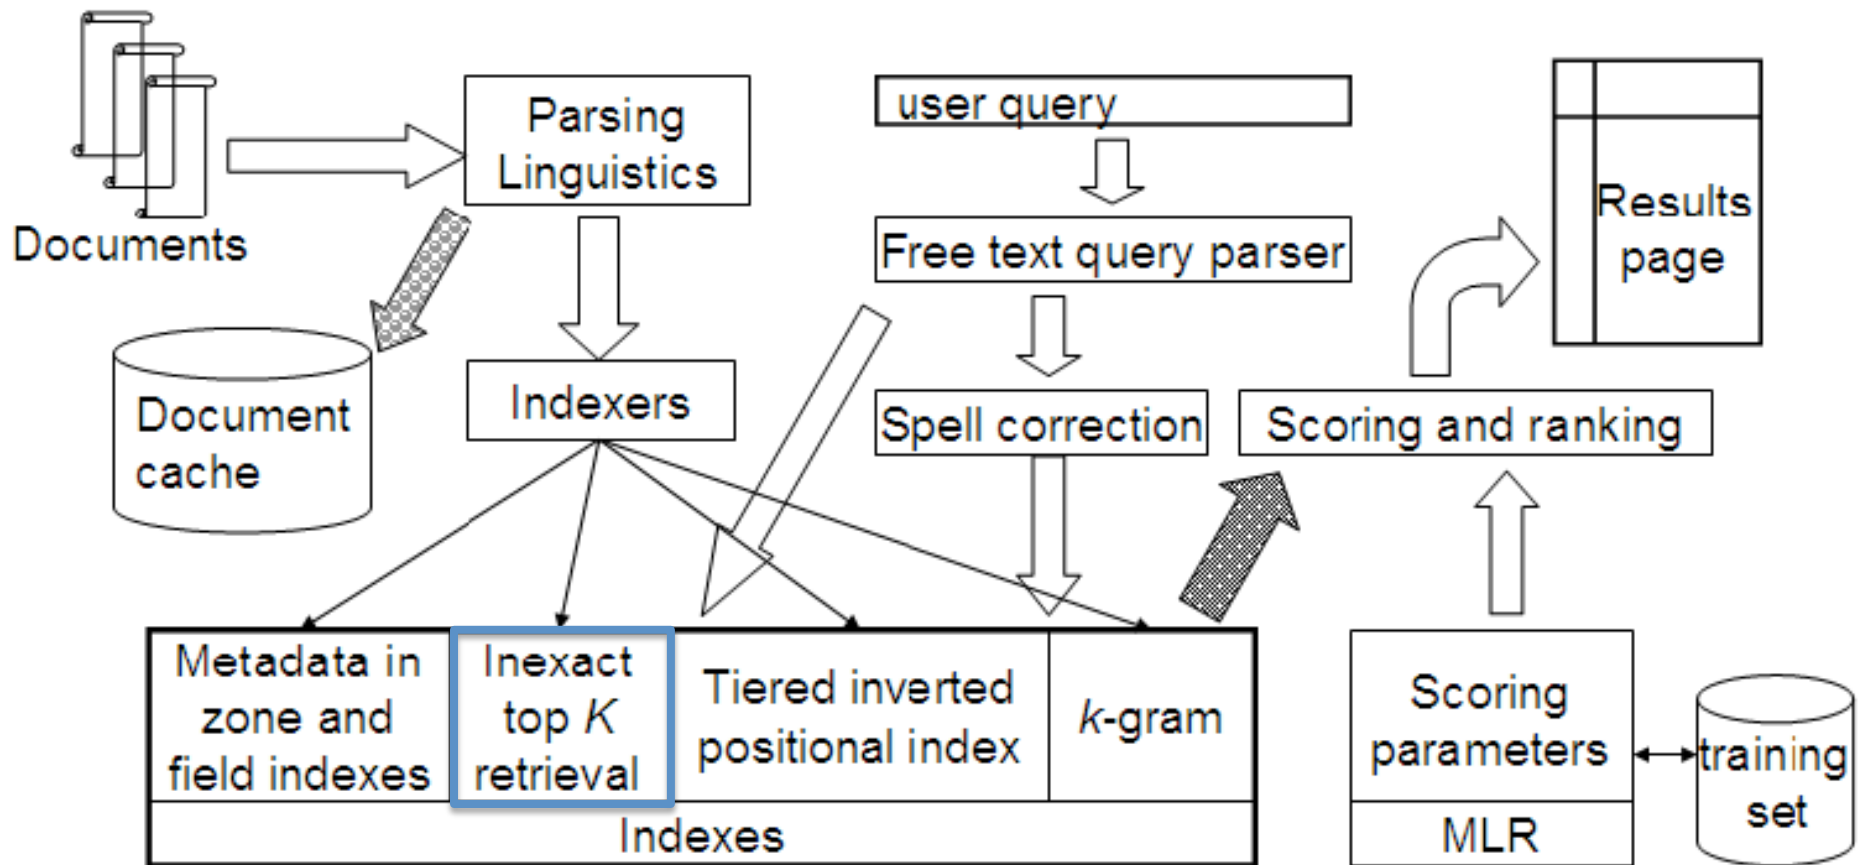 Documents
Parsing
Linguistics
user query
Free text query parser
Results
page
Document
cache
Indexers
Spell correction
Scoring and ranking
Metadata in
zone and
field indexes
Inexact
top K
retrieval
Tiered inverted
positional index
k-gram
Indexes
Scoring
parameters
MLR
training
set